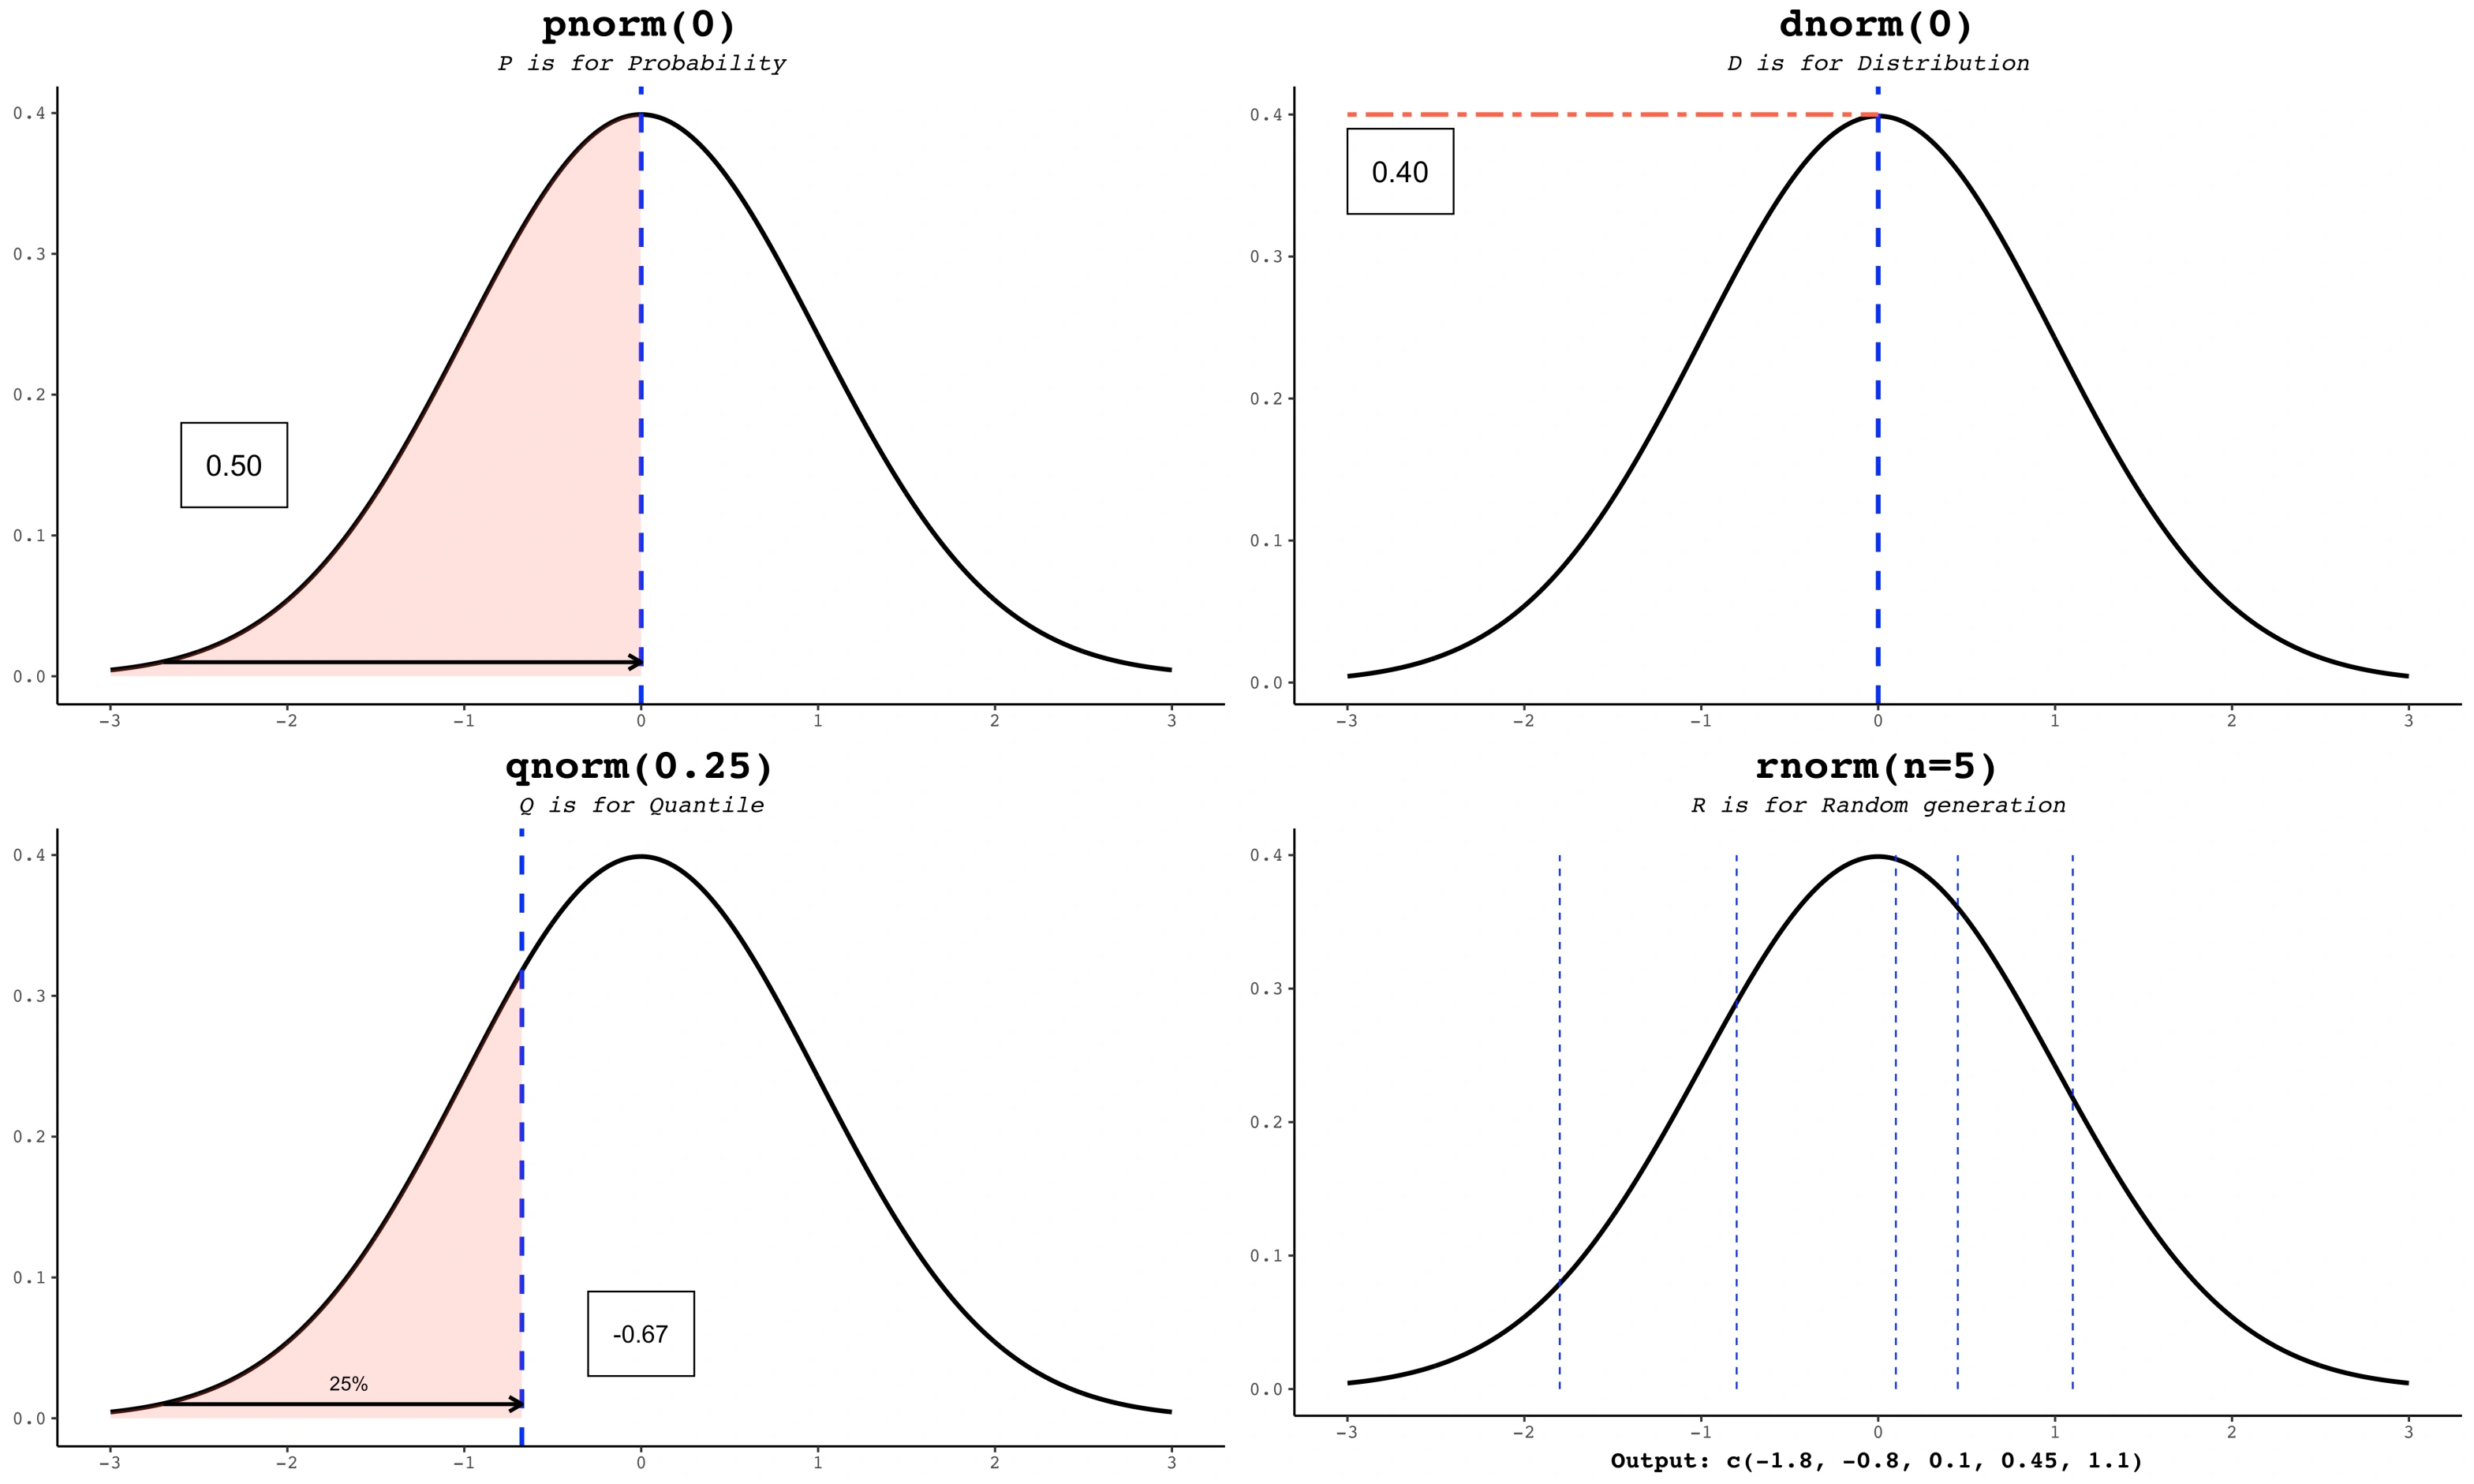 pnorm(0)
P is for Probability
0.4
0.3
0.2
0.1
0.0
0.50
-3 -2 -1 0 1 2 3
dnorm(0)
D is for Distribution
0.4
0.3
0.2
0.1
0.0
0.40
-3 -2 -1 0 1 2 3
qnorm(0.25)
Q is for Quantile
0.4
0.3
0.2
0.1
0.0
-0.67
25%
-3 -2 -1 0 1 2 3
rnorm(n=5)
R is for Random generation
0.4
0.3
0.2
0.1
0.0
-3 -2 -1 0 1 2 3
Output: c(-1.8, -0.8, 0.1, 0.45, 1.1)